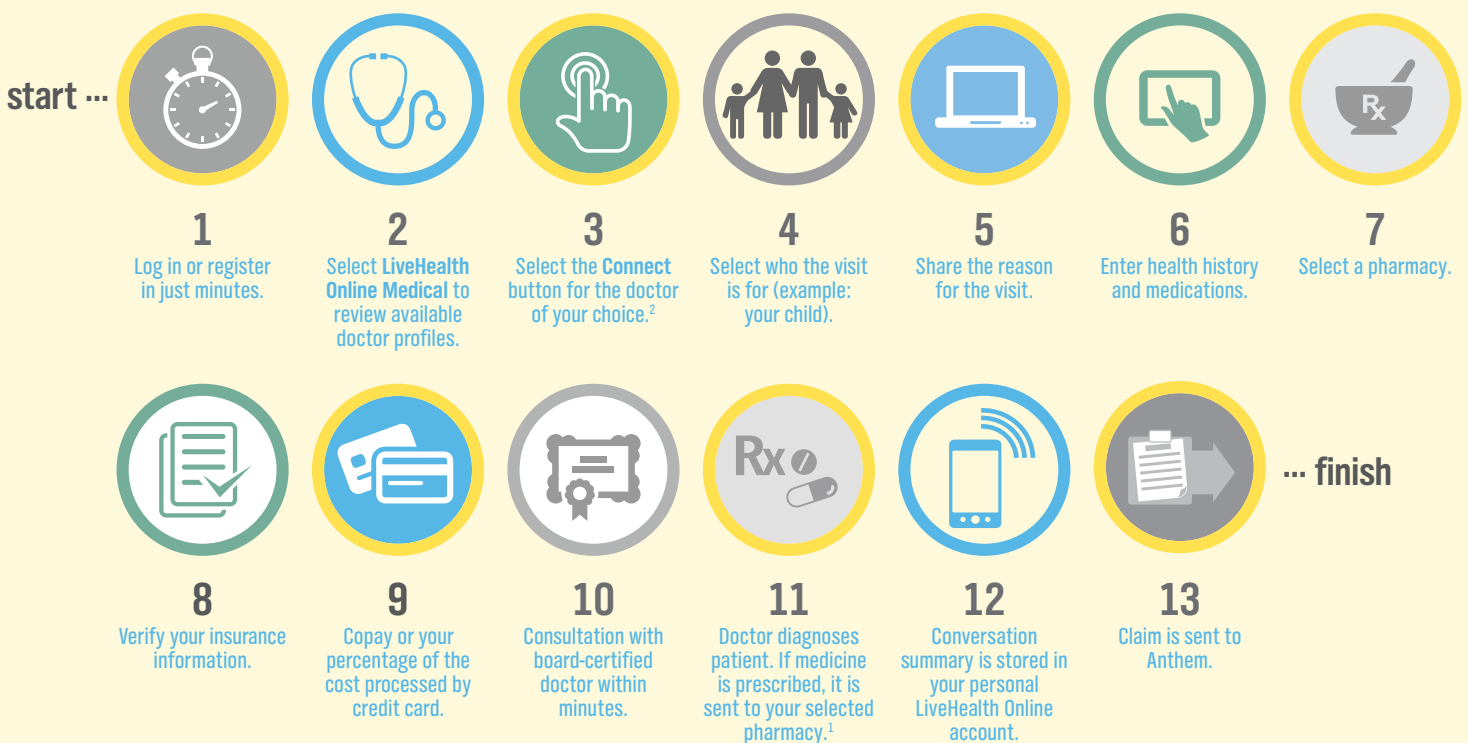 start ...
1
Log in or register
in just minutes.
2
Select LiveHealth
Online Medical to
review available
doctor profiles.
3
Select the Connect
button for the doctor
of your choice.2
4
Select who the visit
is for (example:
your child).
5
Share the reason
for the visit.
6
Enter health history
and medications.
Rx
7
Select a pharmacy.
8
Verify your insurance
information.
9
Copay or your
percentage of the
cost processed by
credit card.
10
Consultation with
board-certified
doctor within
minutes.
Rx
11
Doctor diagnoses
patient. If medicine
is prescribed, it is
sent to your selected
pharmacy.1
12
Conversation
summary is stored in
your personal
LiveHealth Online
account.
13
Claim is sent to
Anthem.
... finish